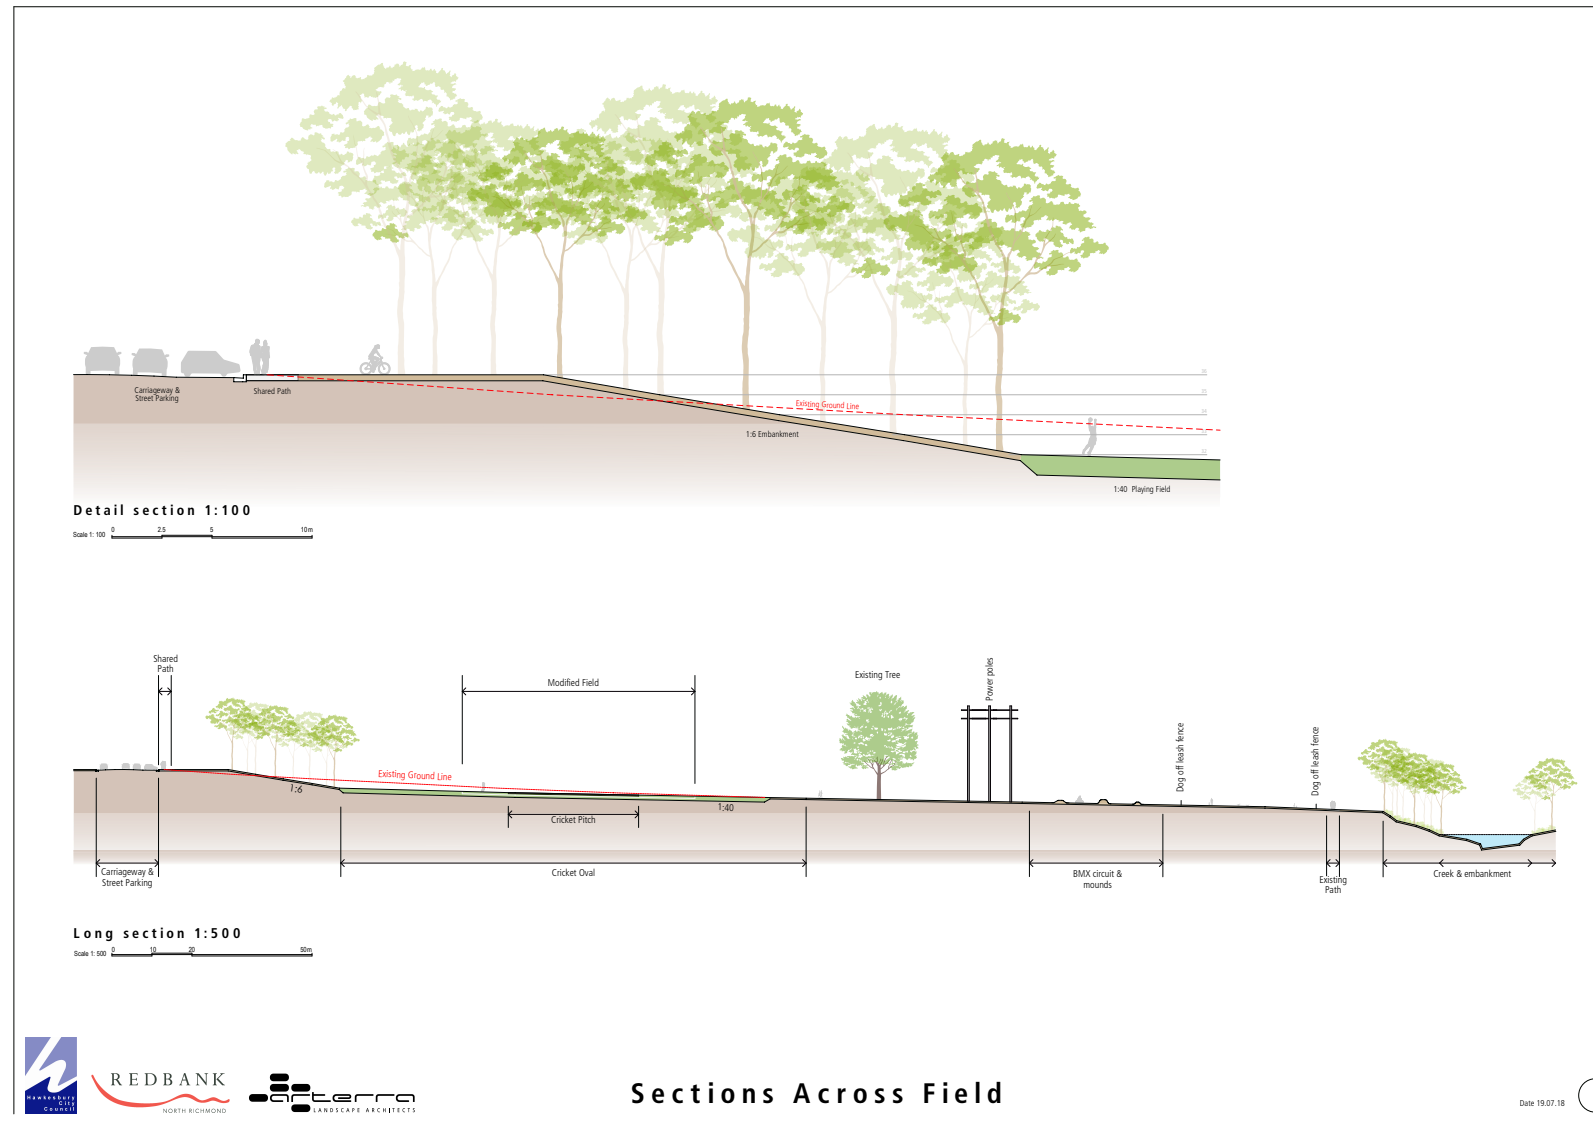 Carriageway &
Street Parking
Shared Path
Existing Ground Line
1:6 Embankment
26
25
24
1:40 Playing Field
Detail section 1:100
Scale 1: 100
0 2.5 5 10m
Shared
Path
Modified Field
Existing Tree
Power poles
Dog off leash fence
Dog off leash fence
Existing Ground Line
1:6
1:40
Cricket Pitch
Carriageway &
Street Parking
Cricket Oval
BMX circuit &
mounds
Existing
Path
Creek & embankment
Long section 1:500
Scale 1: 500
0 10 20 50m
Hawkesbury
City
Council
REDBANK
NORTH RICHMOND
arterra
LANDSCAPE ARCHITECTS
Sections Across Field
Date 19.07.18